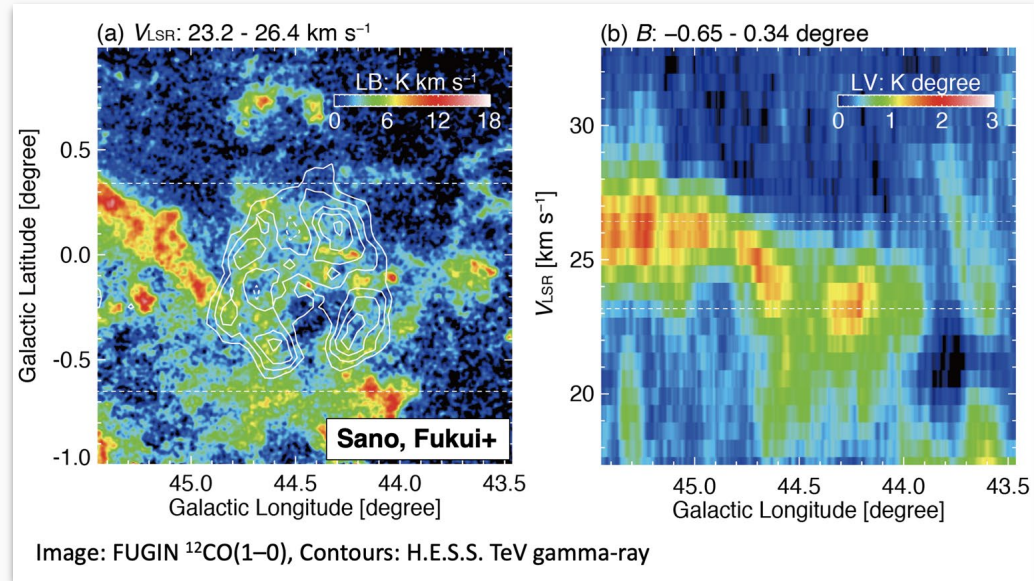 (a) VLSR: 23.2 - 26.4 km s⁻¹
(b) B: –0.65 - 0.34 degree
LB: K km s⁻¹
0 6 12 18
LV: K degree
0 1 2 3
Galactic Latitude [degree]
0.5
0.0
-0.5
-1.0
Sano, Fukui+
45.0 44.5 44.0 43.5
Galactic Longitude [degree]
VLSR [km s⁻¹]
30
25
20
45.0 44.5 44.0 43.5
Galactic Longitude [degree]
Image: FUGIN ¹²CO(1–0), Contours: H.E.S.S. TeV gamma-ray